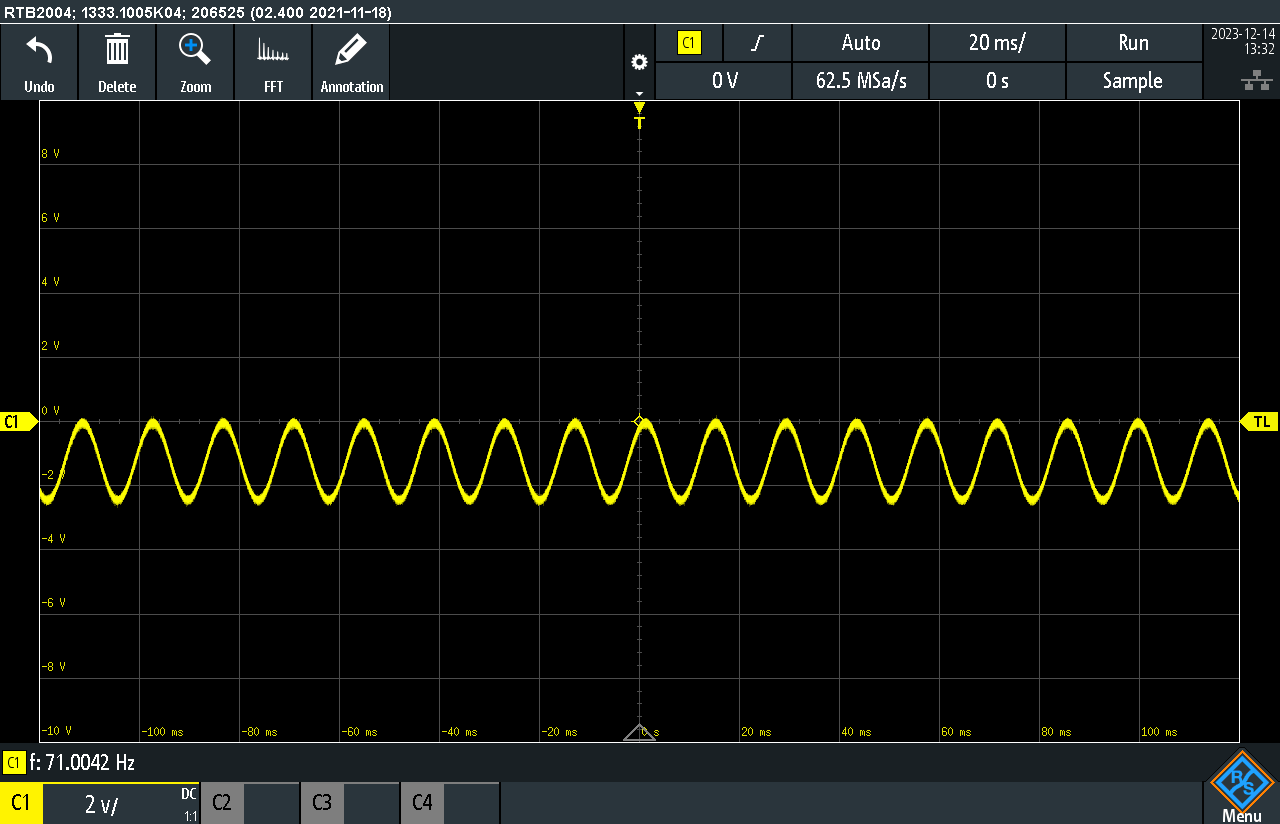 RTB2004; 1333.1005K04; 206525 (02.400 2021-11-18)
Undo
Delete
Zoom
FFT
Annotation
C1
Auto
20 ms/
Run
0 V
62.5 MSa/s
0 s
Sample
2023-12-14
13:32
T
8 V
6 V
4 V
2 V
0 V
C1
TL
-2 V
-4 V
-6 V
-8 V
-10 V
-100 ms
-80 ms
-60 ms
-40 ms
-20 ms
0 s
20 ms
40 ms
60 ms
80 ms
100 ms
C1 f: 71.0042 Hz
C1
2 v/
DC
1:1
C2
C3
C4
R
S
Menu